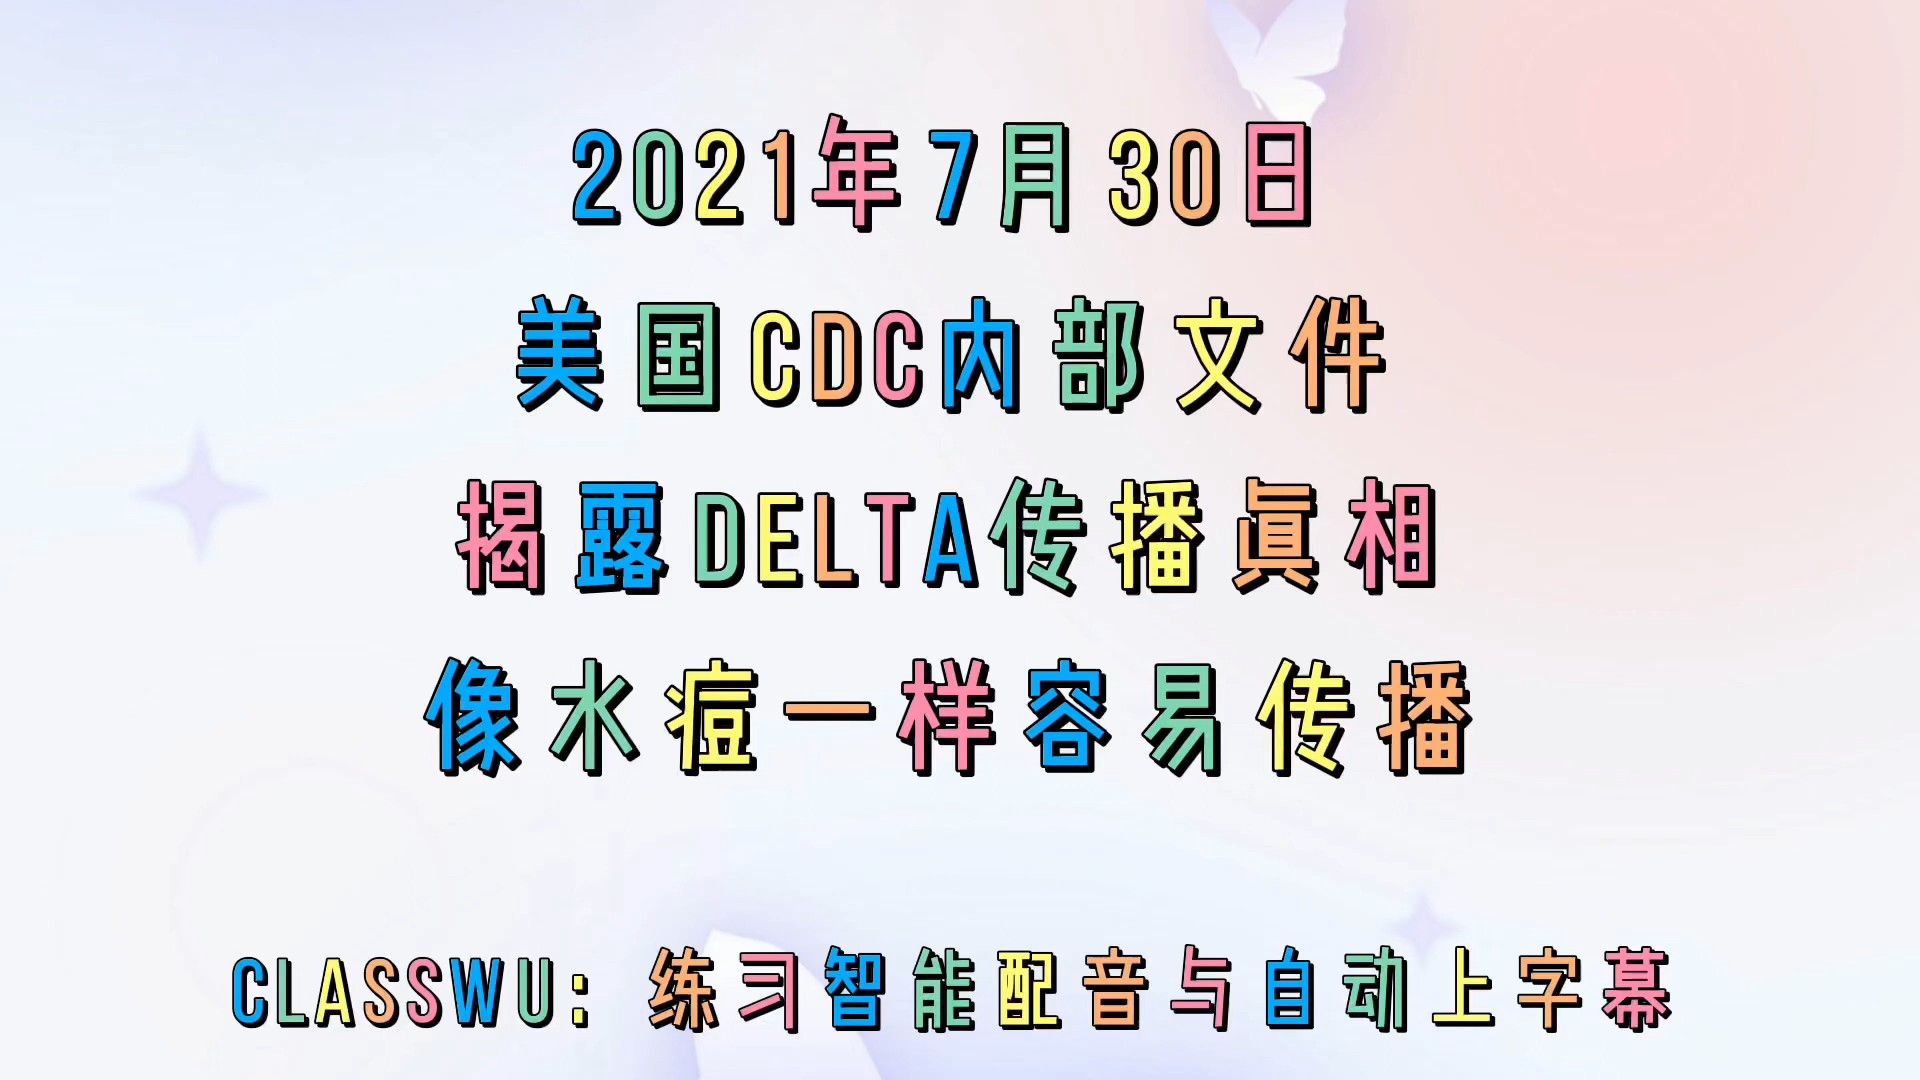 2021年7月30日
美国CDC内部文件
揭露DELTA传播真相
像水痘一样容易传播
CLASSWU：练习智能配音与自动上字幕